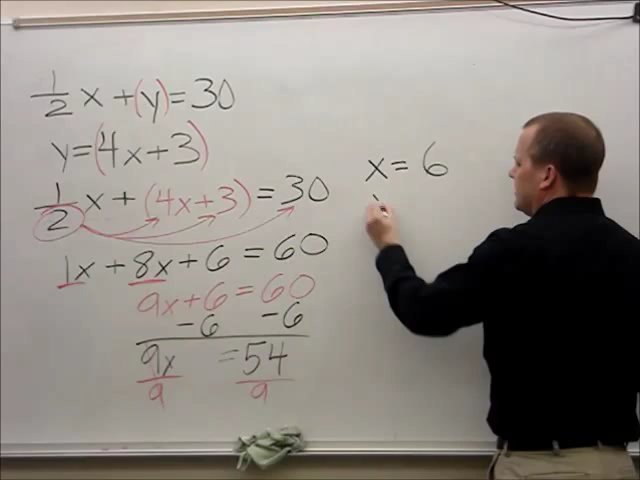 1/2 x + (y) = 30
y = (4x + 3)
1/2 x + (4x + 3) = 30
1x + 8x + 6 = 60
9x + 6 = 60
-6 -6
9x = 54
9 9
x = 6